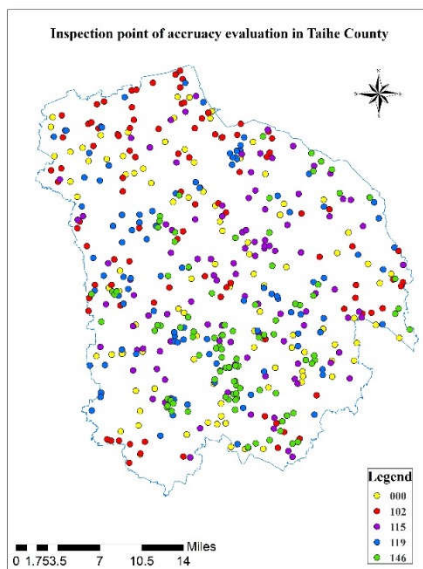 Inspection point of accruacy evaluation in Taihe County
N
Legend
000
102
115
119
146
Miles
0 1.753.5 7 10.5 14